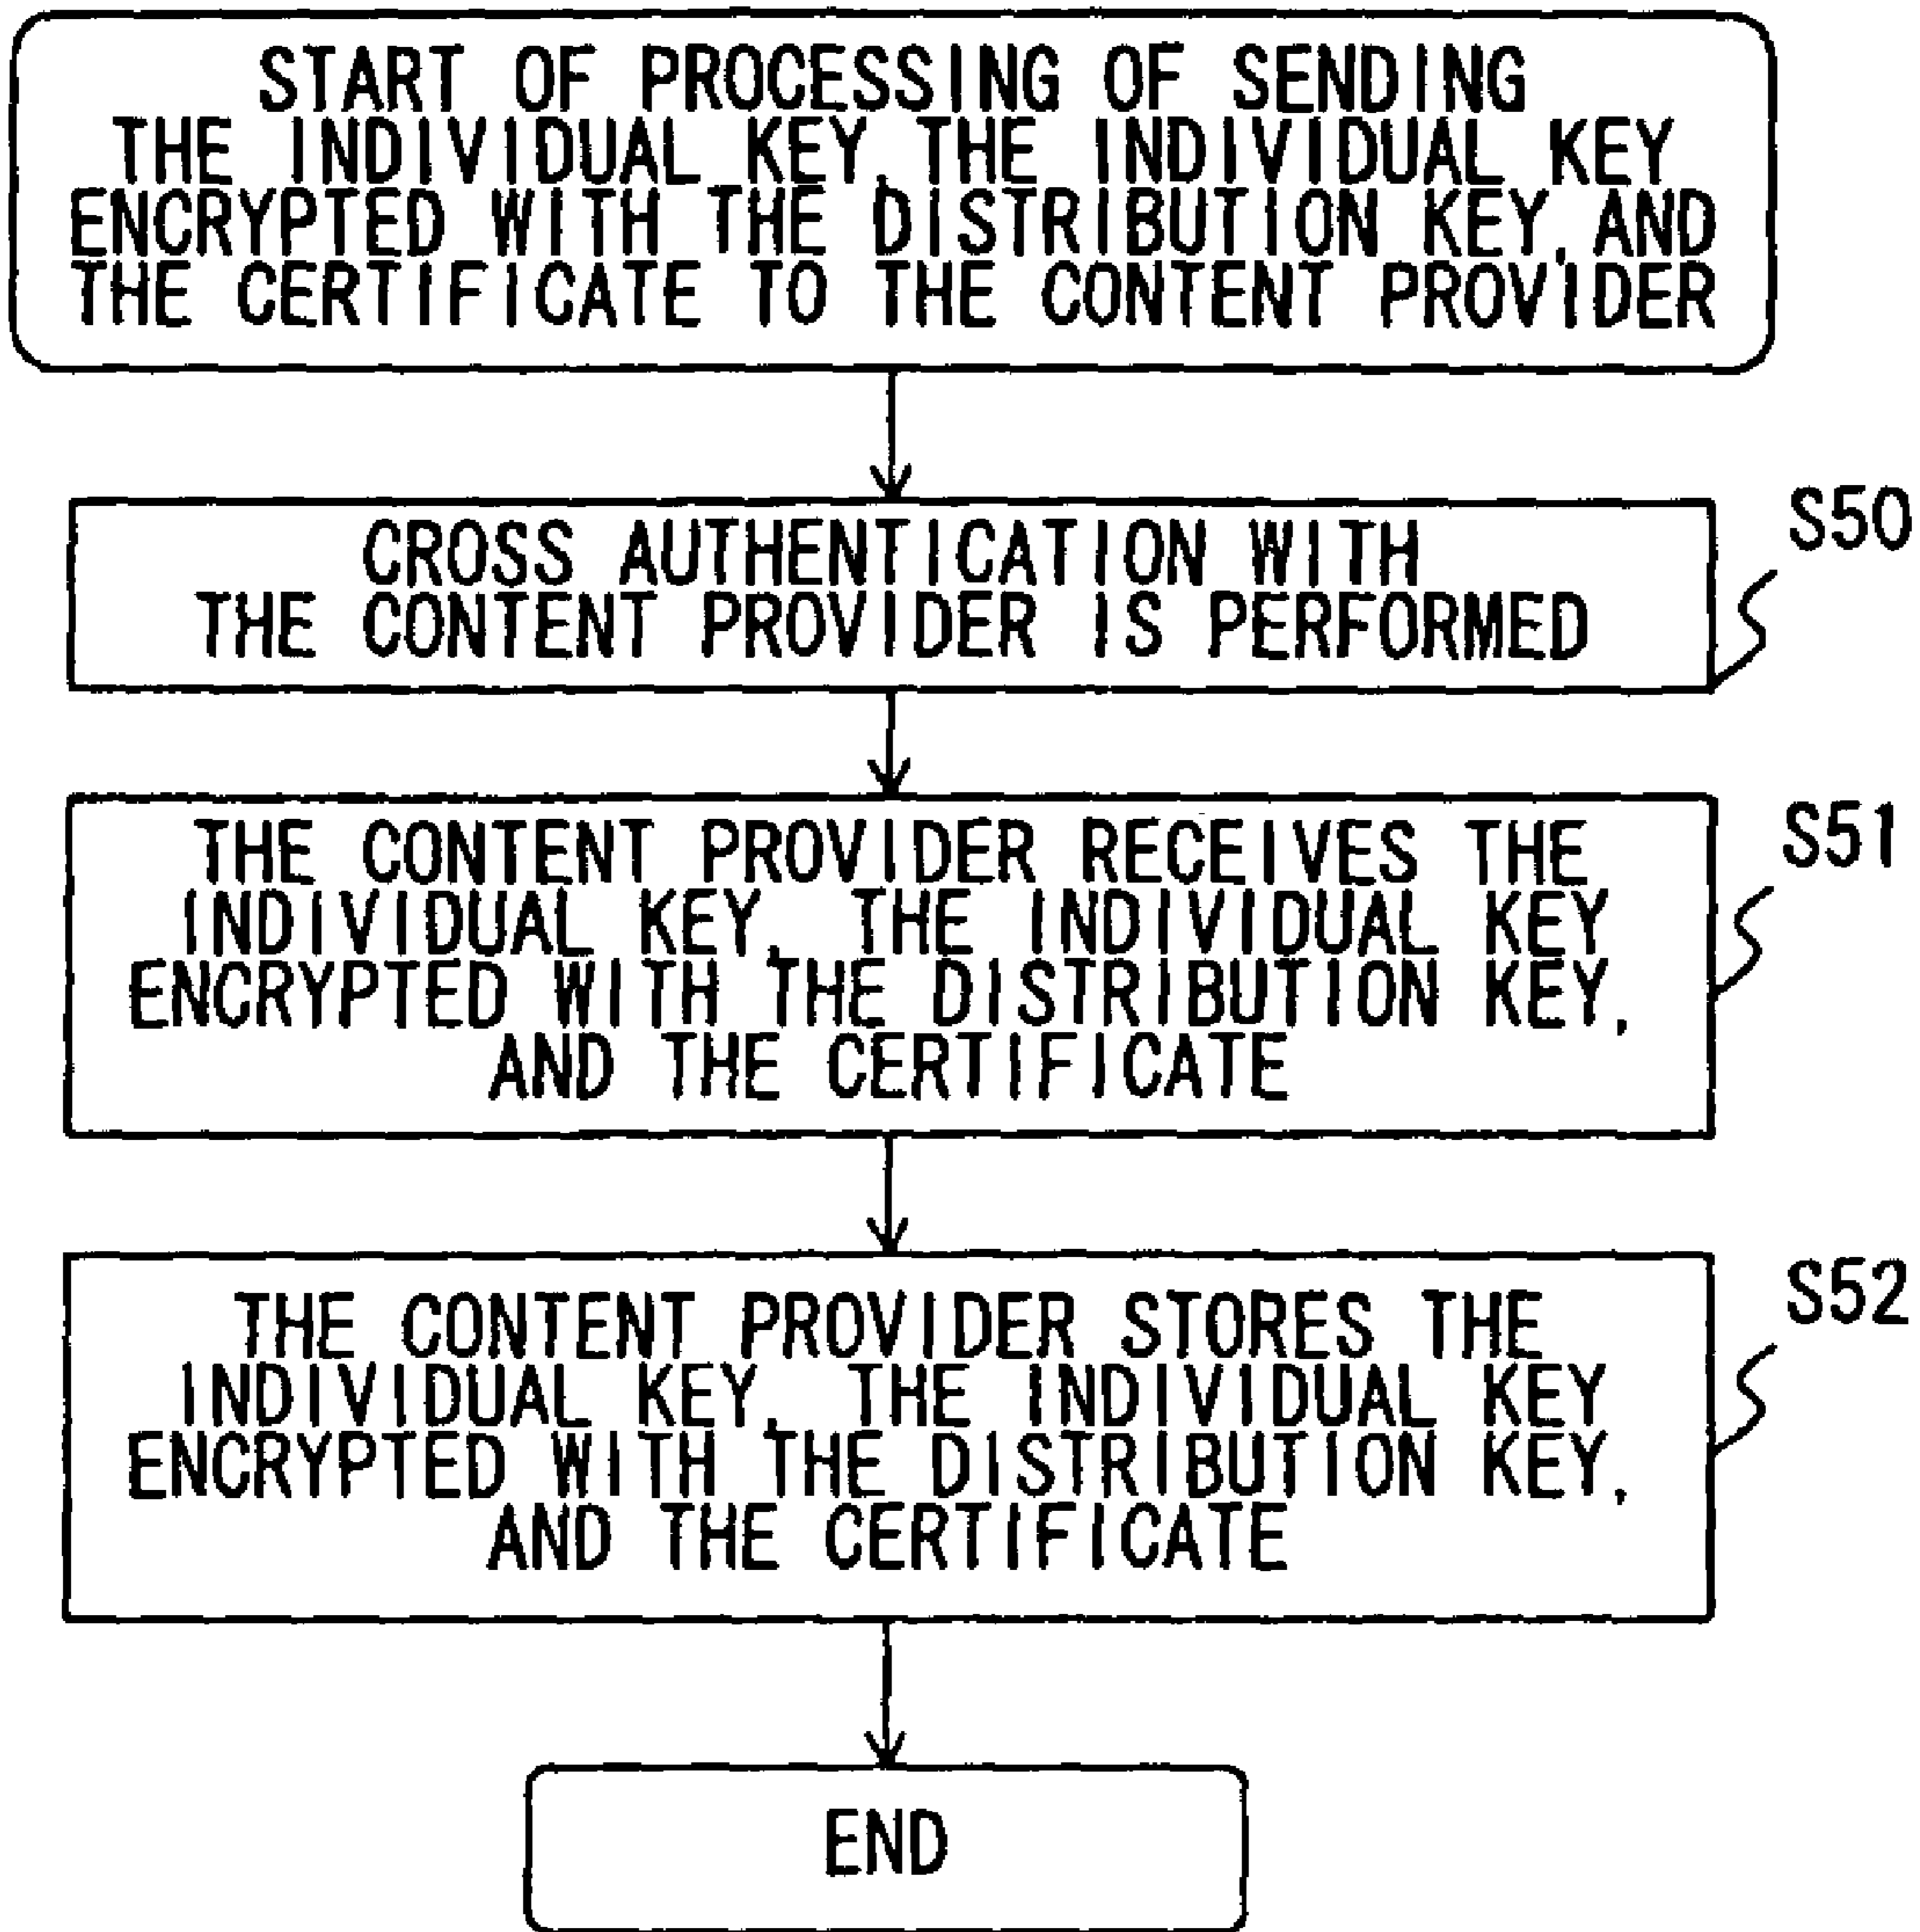 START OF PROCESSING OF SENDING
THE INDIVIDUAL KEY, THE INDIVIDUAL KEY
ENCRYPTED WITH THE DISTRIBUTION KEY, AND
THE CERTIFICATE TO THE CONTENT PROVIDER
S50
CROSS AUTHENTICATION WITH
THE CONTENT PROVIDER IS PERFORMED
S51
THE CONTENT PROVIDER RECEIVES THE
INDIVIDUAL KEY, THE INDIVIDUAL KEY
ENCRYPTED WITH THE DISTRIBUTION KEY,
AND THE CERTIFICATE
S52
THE CONTENT PROVIDER STORES THE
INDIVIDUAL KEY, THE INDIVIDUAL KEY
ENCRYPTED WITH THE DISTRIBUTION KEY,
AND THE CERTIFICATE
END